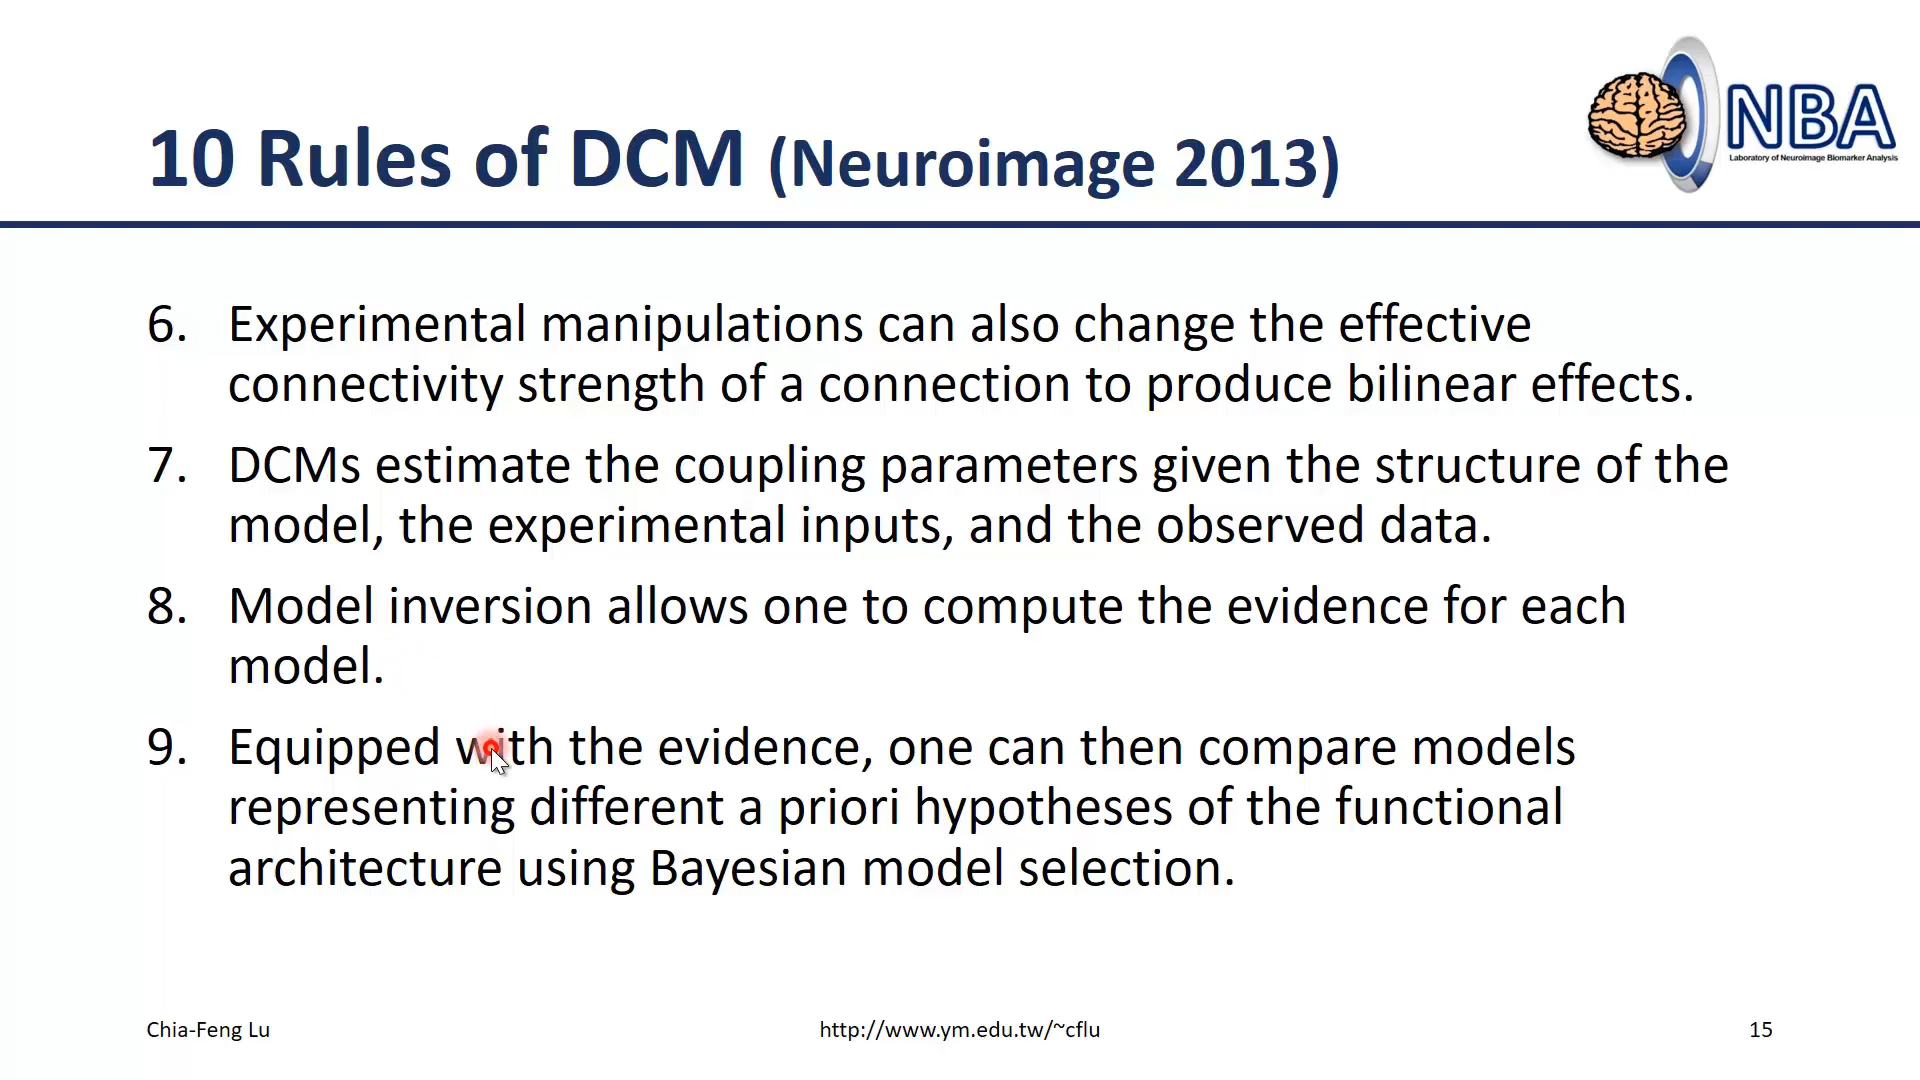 10 Rules of DCM (Neuroimage 2013)
NBA
Laboratory of Neuroimage Biomarker Analysis
6. Experimental manipulations can also change the effective
connectivity strength of a connection to produce bilinear effects.
7. DCMs estimate the coupling parameters given the structure of the
model, the experimental inputs, and the observed data.
8. Model inversion allows one to compute the evidence for each
model.
9. Equipped with the evidence, one can then compare models
representing different a priori hypotheses of the functional
architecture using Bayesian model selection.
Chia-Feng Lu
http://www.ym.edu.tw/~cflu
15